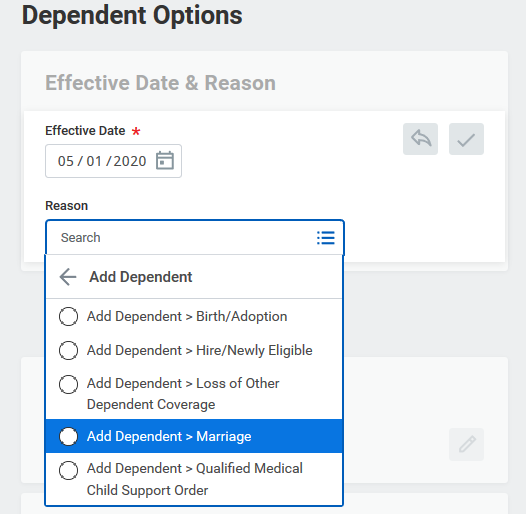 Dependent Options
Effective Date & Reason
Effective Date *
05 / 01 / 2020
Reason
Search
Add Dependent
Add Dependent > Birth/Adoption
Add Dependent > Hire/Newly Eligible
Add Dependent > Loss of Other
Dependent Coverage
Add Dependent > Marriage
Add Dependent > Qualified Medical
Child Support Order